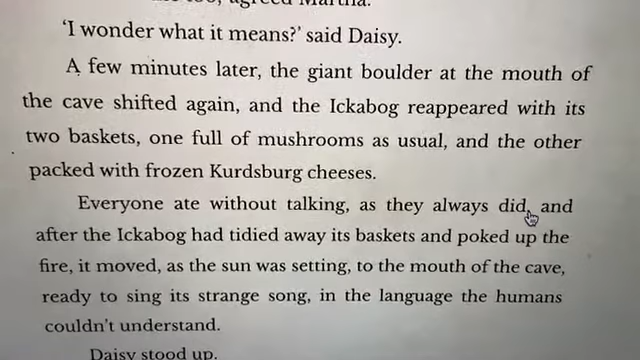 too, agreed Martha.
'I wonder what it means?' said Daisy.
A few minutes later, the giant boulder at the mouth of
the cave shifted again, and the Ickabog reappeared with its
two baskets, one full of mushrooms as usual, and the other
packed with frozen Kurdsburg cheeses.
Everyone ate without talking, as they always did, and
after the Ickabog had tidied away its baskets and poked up the
fire, it moved, as the sun was setting, to the mouth of the cave,
ready to sing its strange song, in the language the humans
couldn't understand.
Daisy stood up.